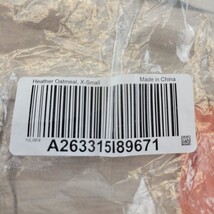 Heather Oatmeal, X-Small Made in China
A263315I89671